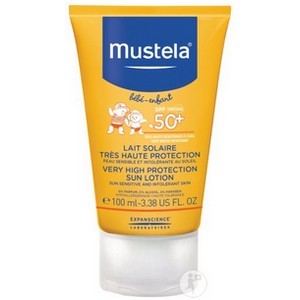 mustela
bébé-enfant
50+
LAIT SOLAIRE
TRÈS HAUTE PROTECTION
PEAU SENSIBLE ET INTOLÉRANTE AU SOLEIL
VERY HIGH PROTECTION
SUN LOTION
SUN SENSITIVE AND INTOLERANT SKIN
e 100 ml-3.38 US FL. OZ
EXPANSCIENCE
LABORATOIRES